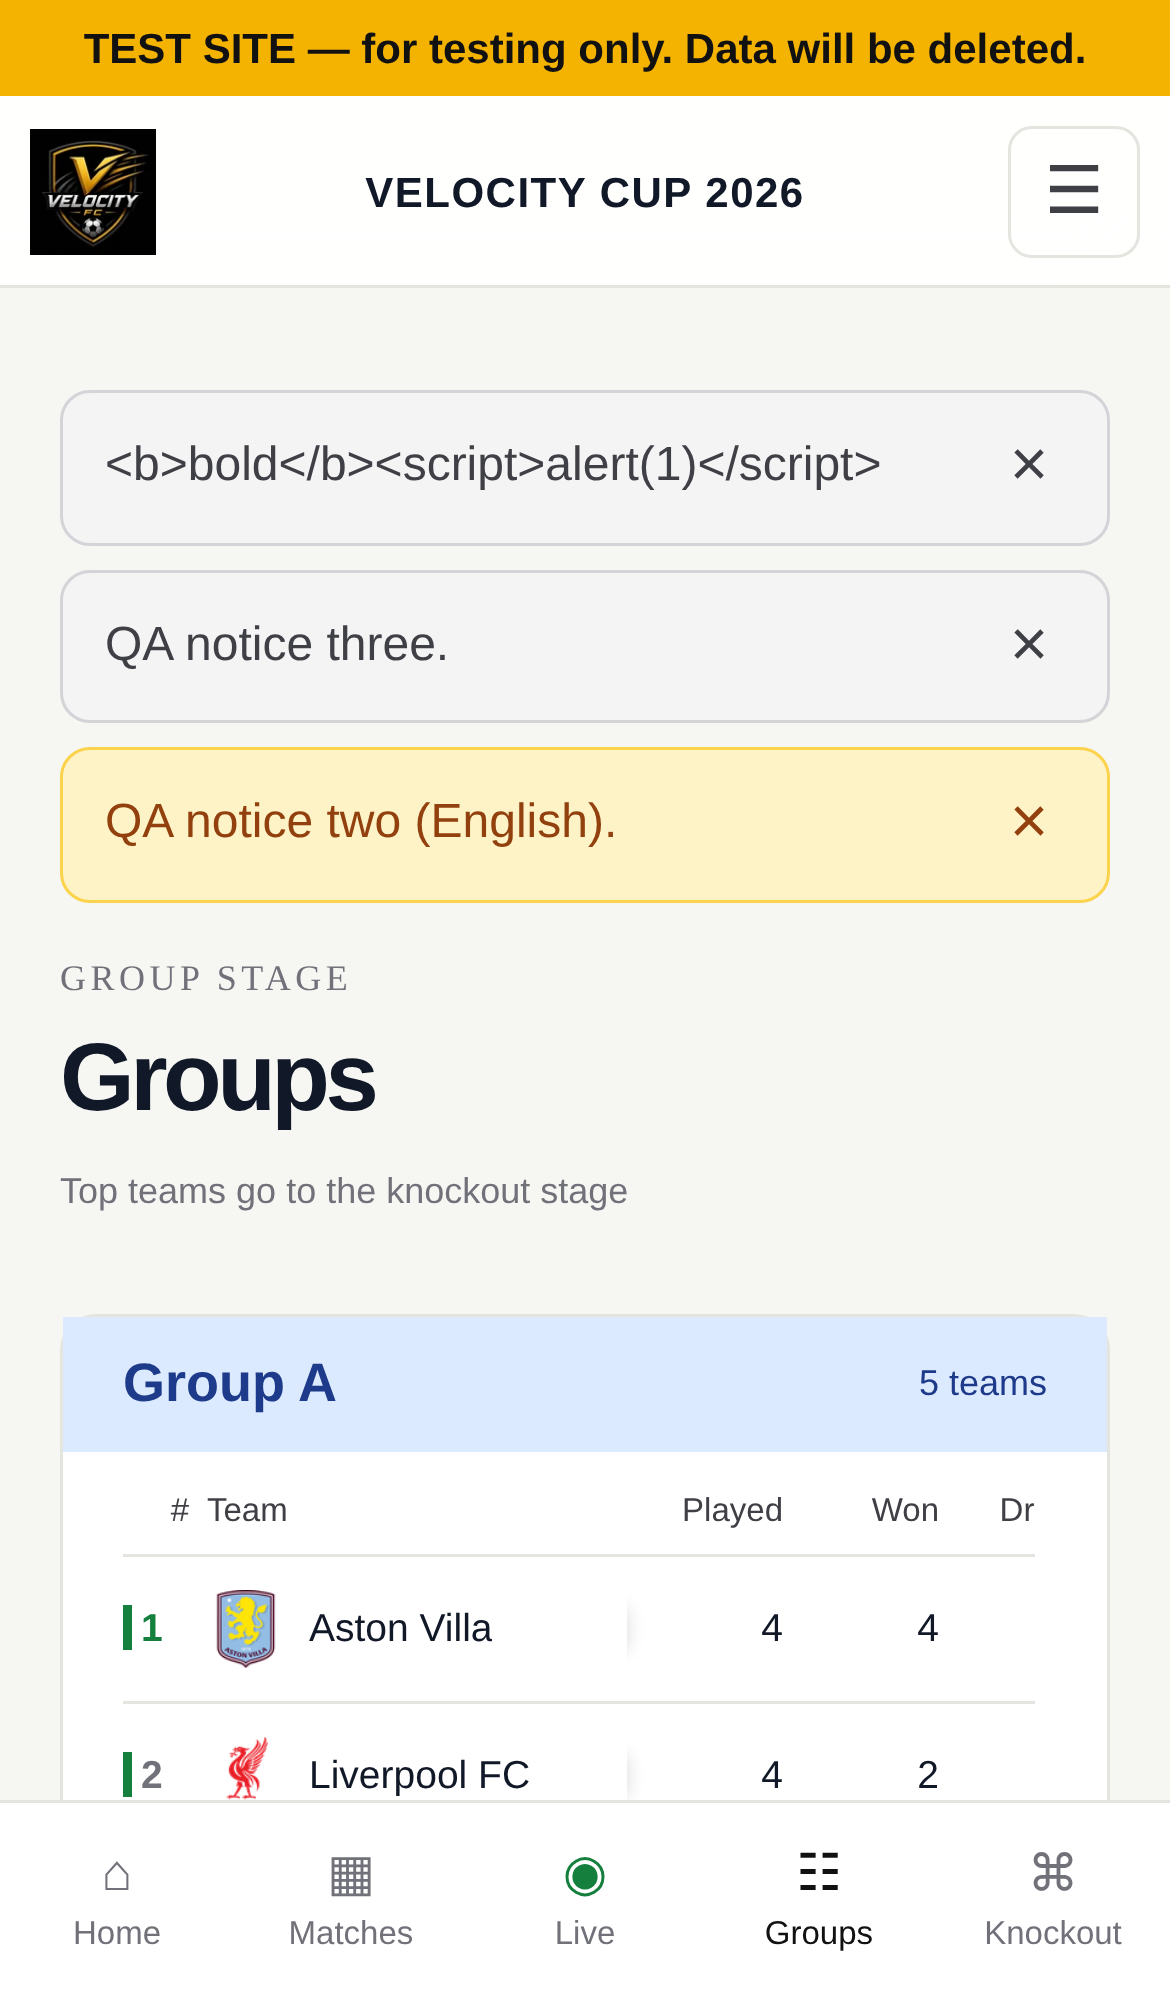 TEST SITE — for testing only. Data will be deleted.
VELOCITY
FC
VELOCITY CUP 2026
<b>bold</b><script>alert(1)</script>
QA notice three.
QA notice two (English).
GROUP STAGE
Groups
Top teams go to the knockout stage
Group A 5 teams
# Team Played Won Dr
1 ASTON VILLA Aston Villa 4 4
2 Liverpool FC 4 2
Home Matches Live Groups Knockout